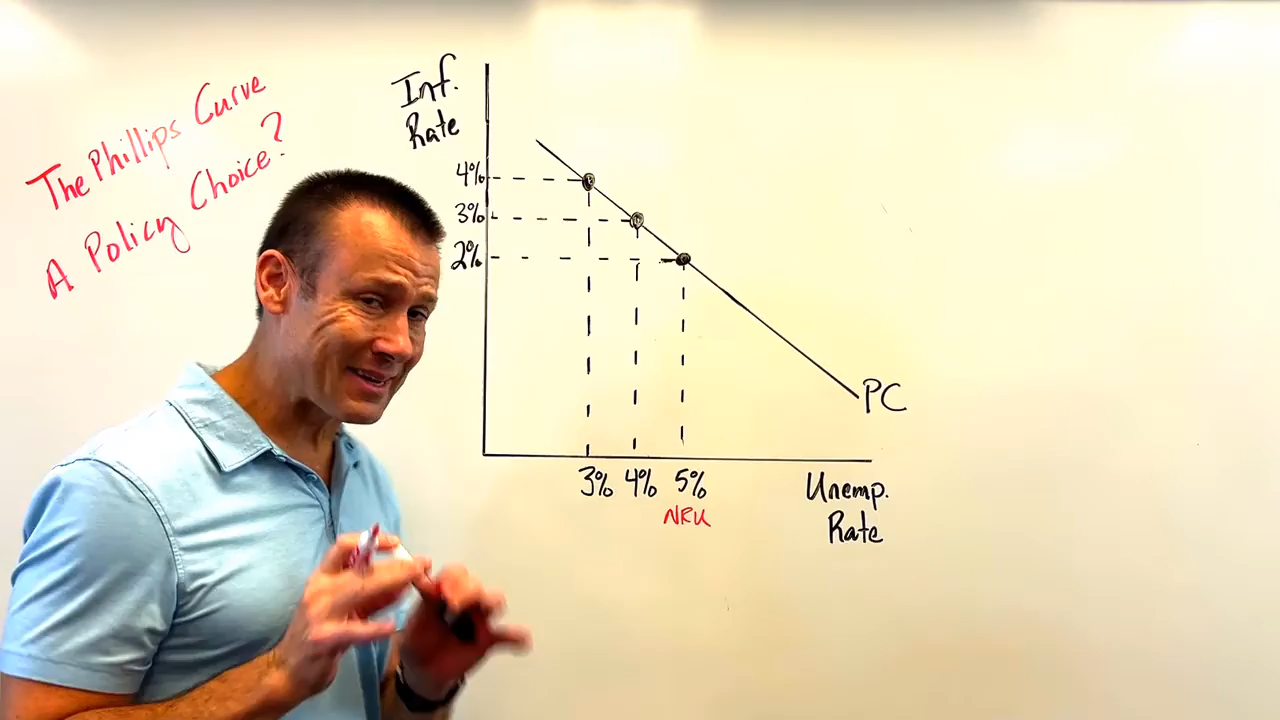 The Phillips Curve
A Policy Choice?
Inf.
Rate
4%
3%
2%
PC
3% 4% 5%
NRU
Unemp.
Rate